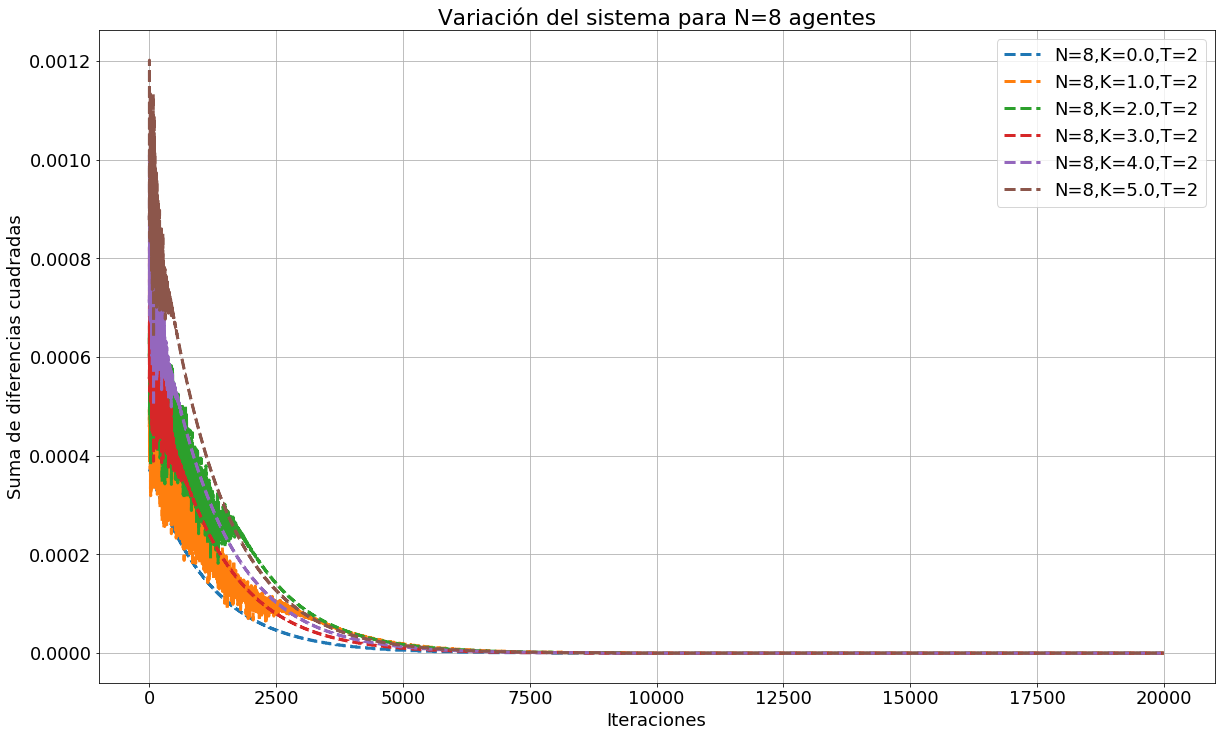 Variación del sistema para N=8 agentes
N=8,K=0.0,T=2
N=8,K=1.0,T=2
N=8,K=2.0,T=2
N=8,K=3.0,T=2
N=8,K=4.0,T=2
N=8,K=5.0,T=2
Suma de diferencias cuadradas
0.0012
0.0010
0.0008
0.0006
0.0004
0.0002
0.0000
0 2500 5000 7500 10000 12500 15000 17500 20000
Iteraciones